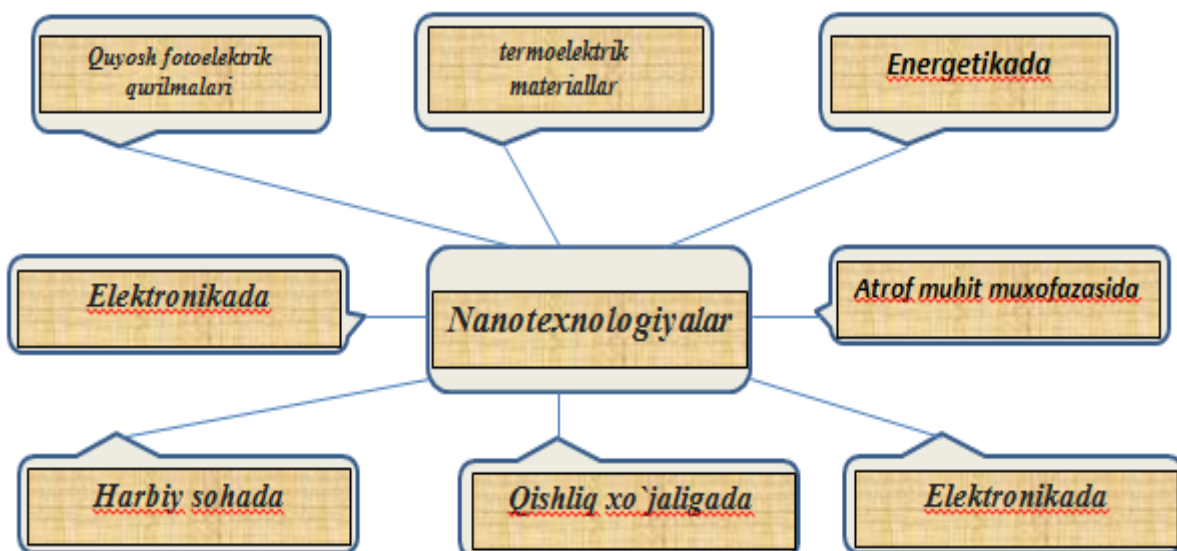 Quyosh fotoelektrik
qurilmalari
termoelektrik
materiallar
Energetikada
Elektronikada
Nanotexnologiyalar
Atrof muhit muxofazasida
Harbiy sohada
Qishliq xo`jaligada
Elektronikada